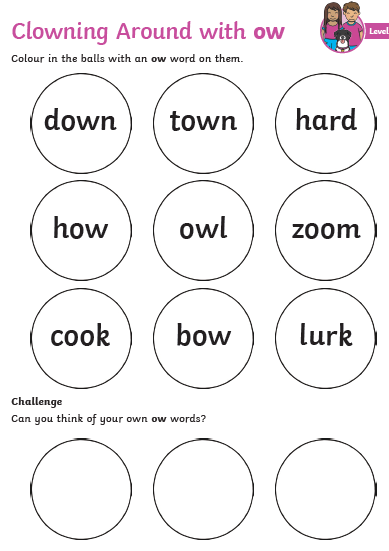 Clowning Around with ow
Level
Colour in the balls with an ow word on them.
down town hard
how owl zoom
cook bow lurk
Challenge
Can you think of your own ow words?